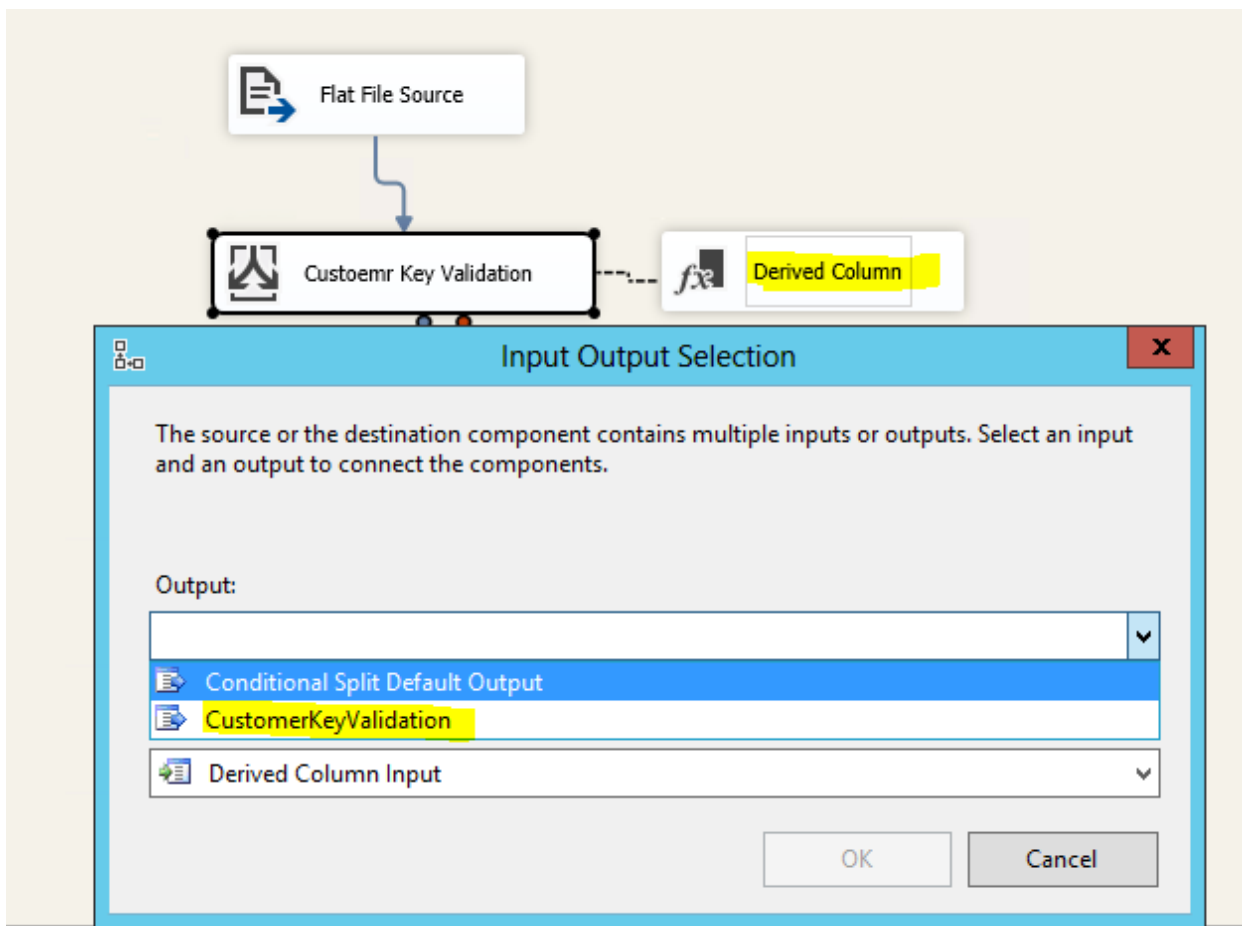 Flat File Source
Custoemr Key Validation
fx
Derived Column
Input Output Selection
x
The source or the destination component contains multiple inputs or outputs. Select an input
and an output to connect the components.
Output:
Conditional Split Default Output
CustomerKeyValidation
Derived Column Input
OK
Cancel